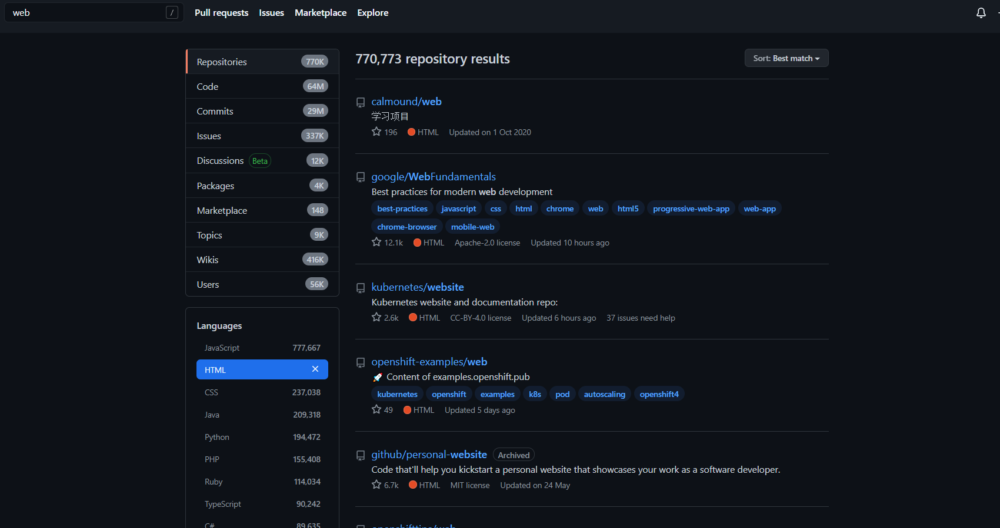 web /
Pull requests Issues Marketplace Explore
Repositories 770K
Code 64M
Commits 29M
Issues 337K
Discussions Beta 12K
Packages 4K
Marketplace 148
Topics 9K
Wikis 416K
Users 56K
Languages
JavaScript 777,667
HTML
CSS 237,038
Java 209,318
Python 194,472
PHP 155,408
Ruby 114,034
TypeScript 90,242
C# 89,635
770,773 repository results
Sort: Best match
calmound/web
学习项目
196 HTML Updated on 1 Oct 2020
google/WebFundamentals
Best practices for modern web development
best-practices javascript css html chrome web html5 progressive-web-app web-app
chrome-browser mobile-web
12.1k HTML Apache-2.0 license Updated 10 hours ago
kubernetes/website
Kubernetes website and documentation repo:
2.6k HTML CC-BY-4.0 license Updated 6 hours ago 37 issues need help
openshift-examples/web
🚀 Content of examples.openshift.pub
kubernetes openshift examples k8s pod autoscaling openshift4
49 HTML Updated 5 days ago
github/personal-website Archived
Code that'll help you kickstart a personal website that showcases your work as a software developer.
6.7k HTML MIT license Updated on 24 May